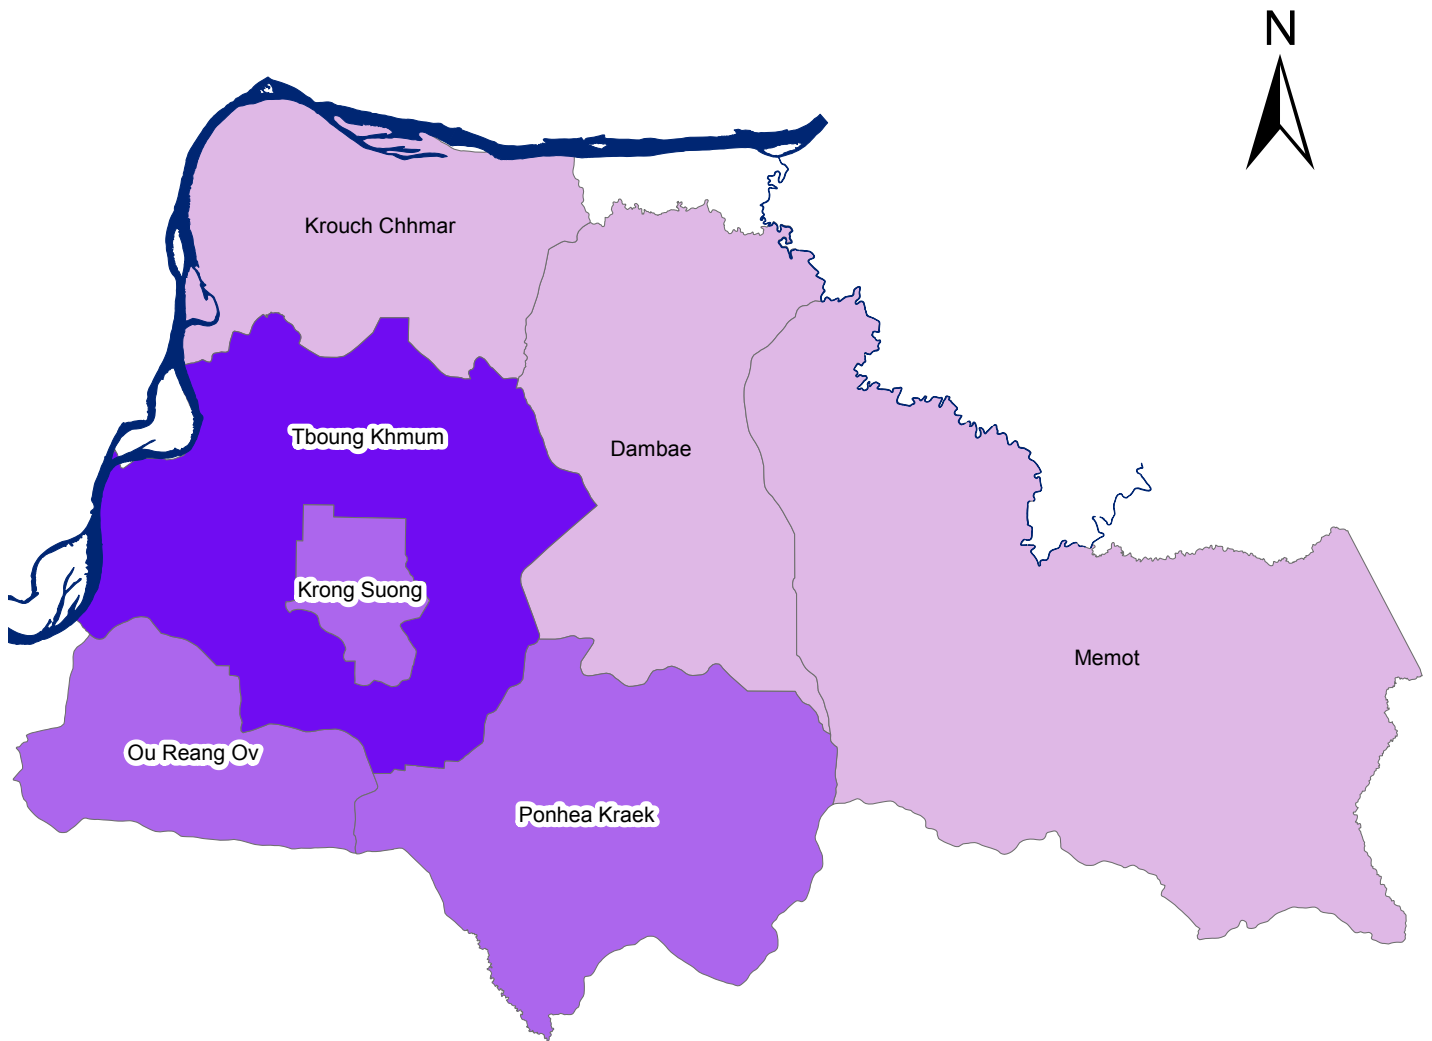 N
Krouch Chhmar
Tboung Khmum
Dambae
Krong Suong
Memot
Ou Reang Ov
Ponhea Kraek